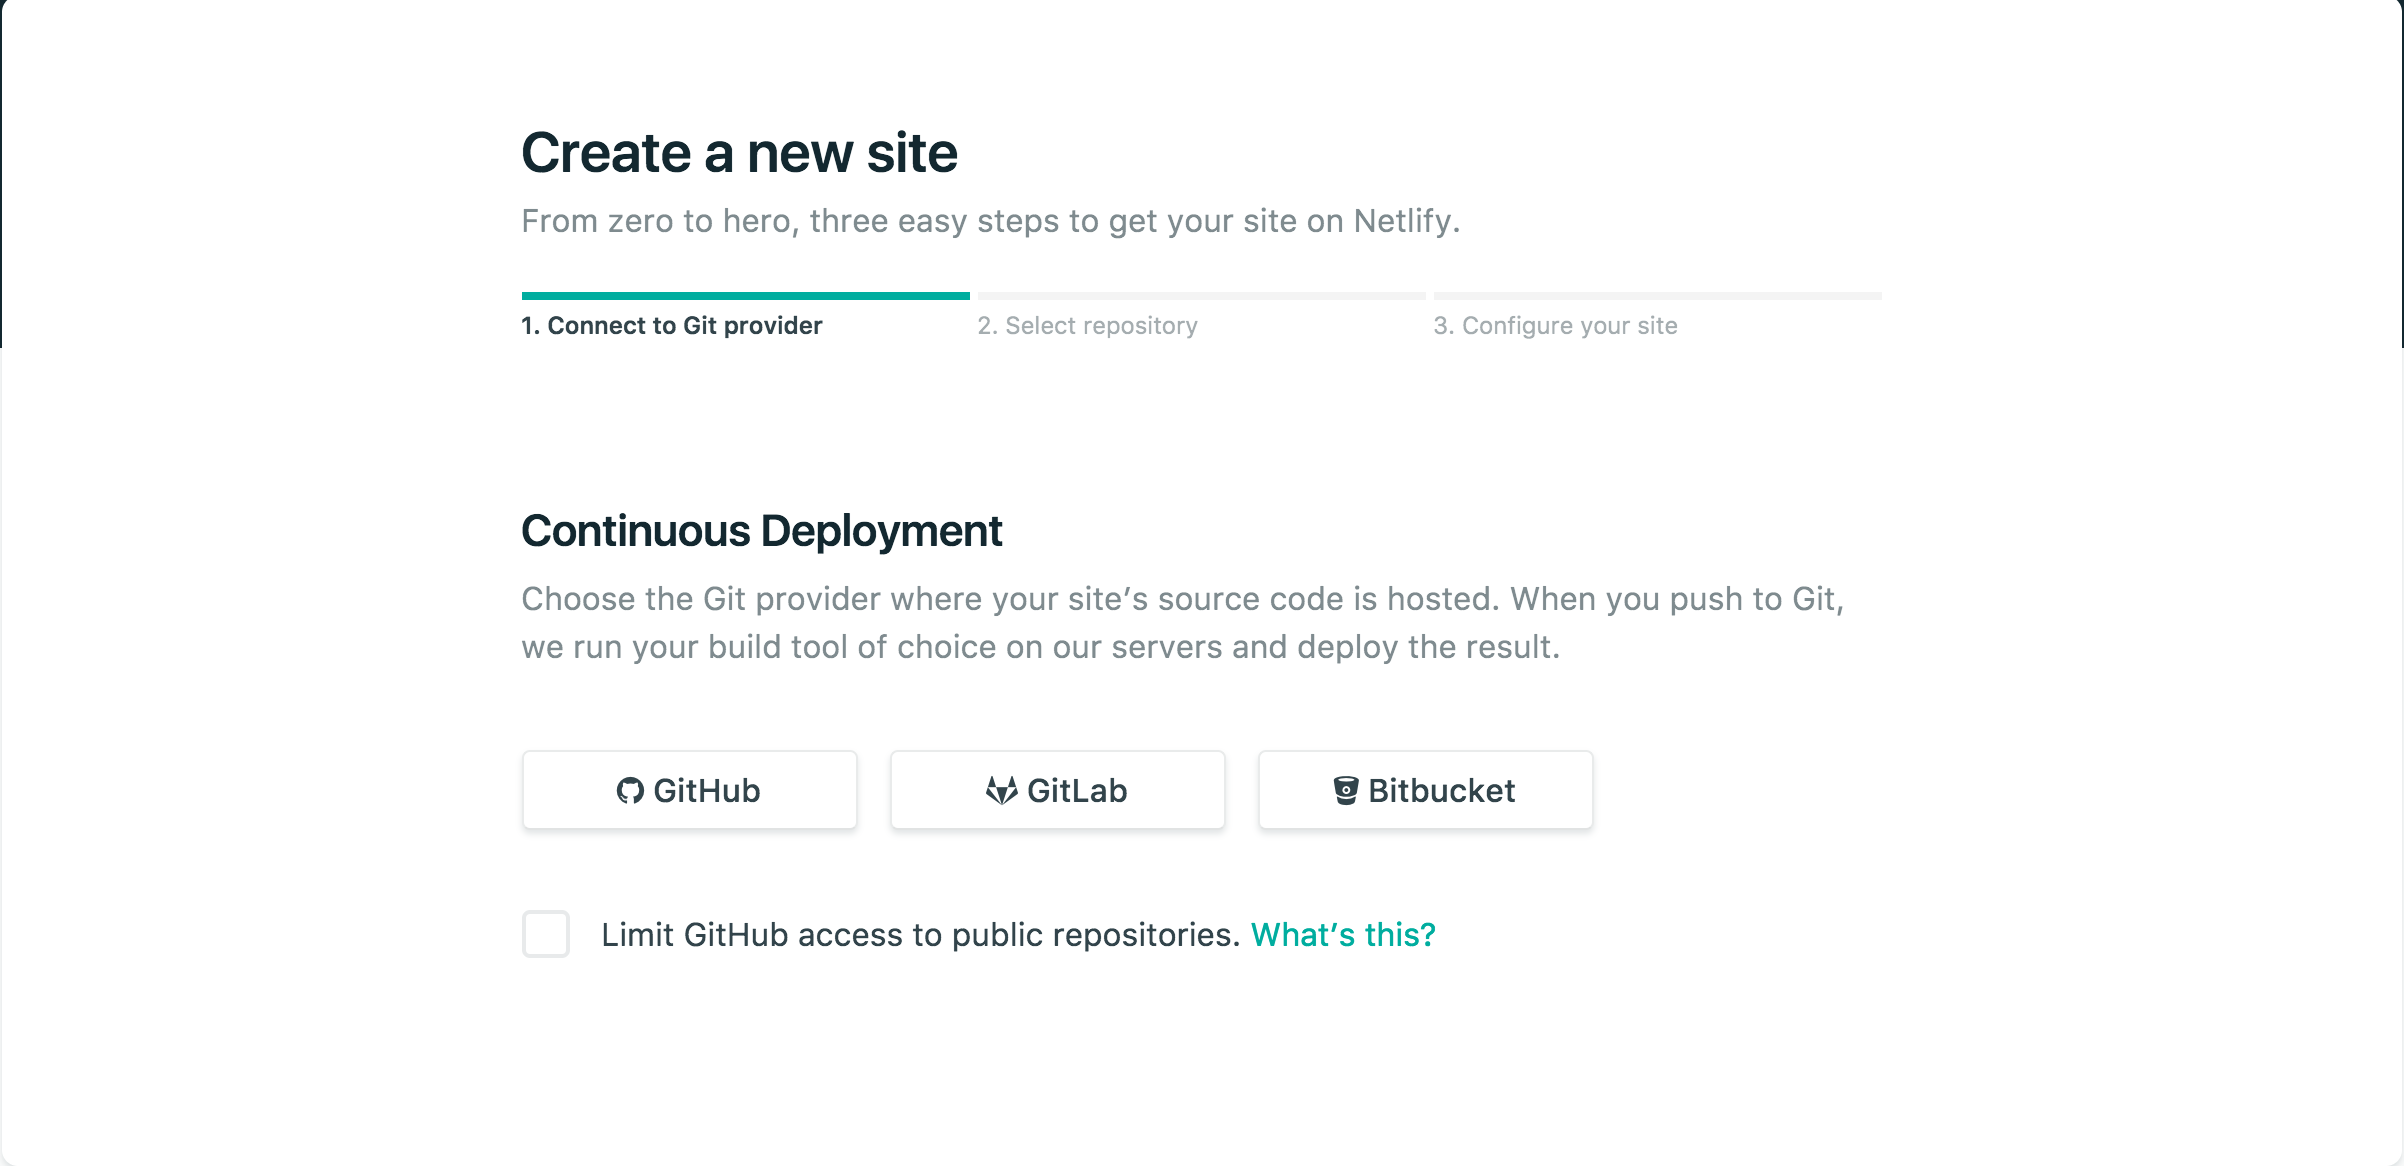 Create a new site
From zero to hero, three easy steps to get your site on Netlify.
1. Connect to Git provider
2. Select repository
3. Configure your site
Continuous Deployment
Choose the Git provider where your site’s source code is hosted. When you push to Git,
we run your build tool of choice on our servers and deploy the result.
GitHub
GitLab
Bitbucket
Limit GitHub access to public repositories. What’s this?